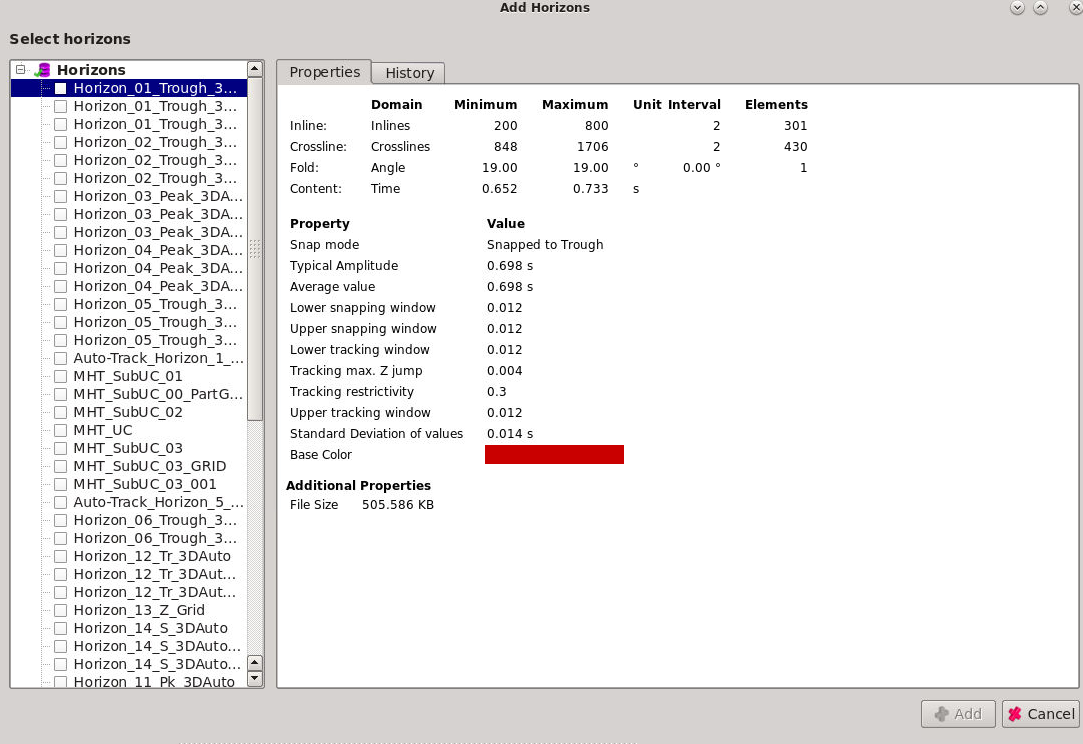 Add Horizons
Select horizons
Horizons
Horizon_01_Trough_3...
Horizon_01_Trough_3...
Horizon_01_Trough_3...
Horizon_02_Trough_3...
Horizon_02_Trough_3...
Horizon_02_Trough_3...
Horizon_03_Peak_3DA...
Horizon_03_Peak_3DA...
Horizon_03_Peak_3DA...
Horizon_04_Peak_3DA...
Horizon_04_Peak_3DA...
Horizon_04_Peak_3DA...
Horizon_05_Trough_3...
Horizon_05_Trough_3...
Horizon_05_Trough_3...
Auto-Track_Horizon_1_...
MHT_SubUC_01
MHT_SubUC_00_PartG...
MHT_SubUC_02
MHT_UC
MHT_SubUC_03
MHT_SubUC_03_GRID
MHT_SubUC_03_001
Auto-Track_Horizon_5_...
Horizon_06_Trough_3...
Horizon_06_Trough_3...
Horizon_12_Tr_3DAuto
Horizon_12_Tr_3DAut...
Horizon_12_Tr_3DAut...
Horizon_13_Z_Grid
Horizon_14_S_3DAuto
Horizon_14_S_3DAuto...
Horizon_14_S_3DAuto...
Horizon_11_Pk_3DAuto
Properties History
Domain Minimum Maximum Unit Interval Elements
Inline: Inlines 200 800 2 301
Crossline: Crosslines 848 1706 2 430
Fold: Angle 19.00 19.00 ° 0.00 ° 1
Content: Time 0.652 0.733 s
Property Value
Snap mode Snapped to Trough
Typical Amplitude 0.698 s
Average value 0.698 s
Lower snapping window 0.012
Upper snapping window 0.012
Lower tracking window 0.012
Tracking max. Z jump 0.004
Tracking restrictivity 0.3
Upper tracking window 0.012
Standard Deviation of values 0.014 s
Base Color
Additional Properties
File Size 505.586 KB
Add Cancel